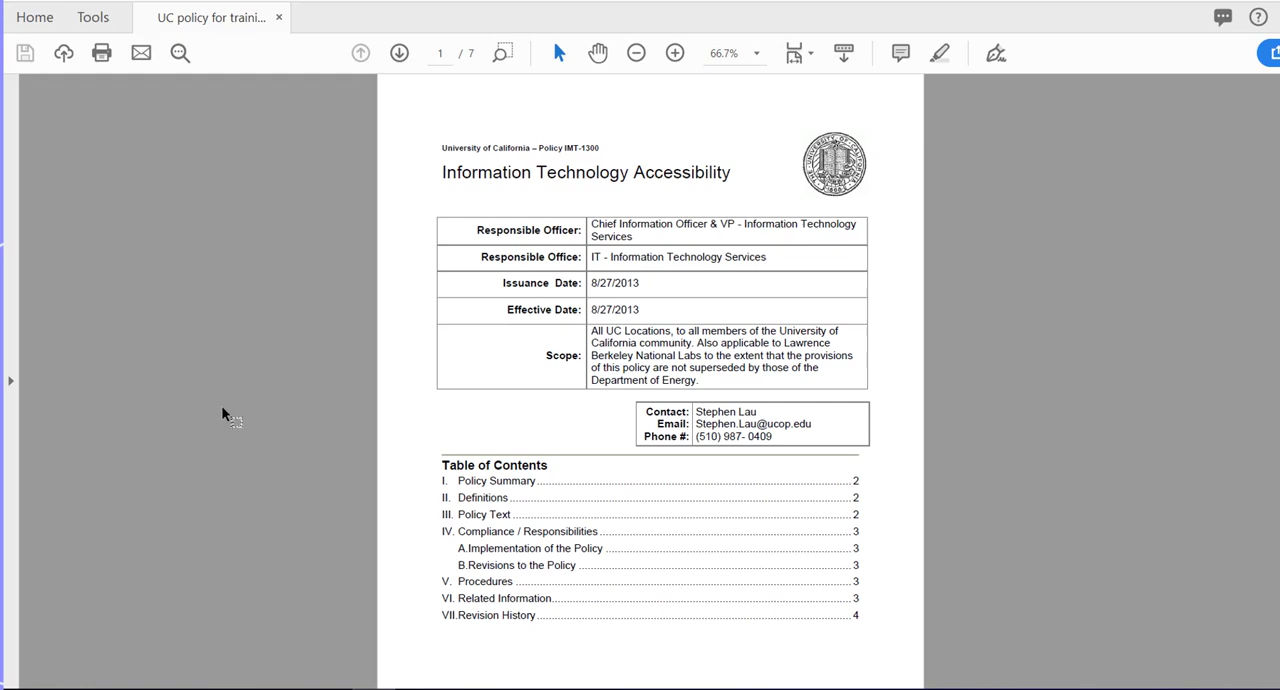 Home Tools UC policy for traini... ×
1 / 7 66.7%
University of California – Policy IMT-1300
Information Technology Accessibility
Responsible Officer: Chief Information Officer & VP - Information Technology
Services
Responsible Office: IT - Information Technology Services
Issuance Date: 8/27/2013
Effective Date: 8/27/2013
Scope: All UC Locations, to all members of the University of
California community. Also applicable to Lawrence
Berkeley National Labs to the extent that the provisions
of this policy are not superseded by those of the
Department of Energy.
Contact: Stephen Lau
Email: Stephen.Lau@ucop.edu
Phone #: (510) 987- 0409
Table of Contents
I. Policy Summary 2
II. Definitions 2
III. Policy Text 2
IV. Compliance / Responsibilities 3
A.Implementation of the Policy 3
B.Revisions to the Policy 3
V. Procedures 3
VI. Related Information 3
VII.Revision History 4